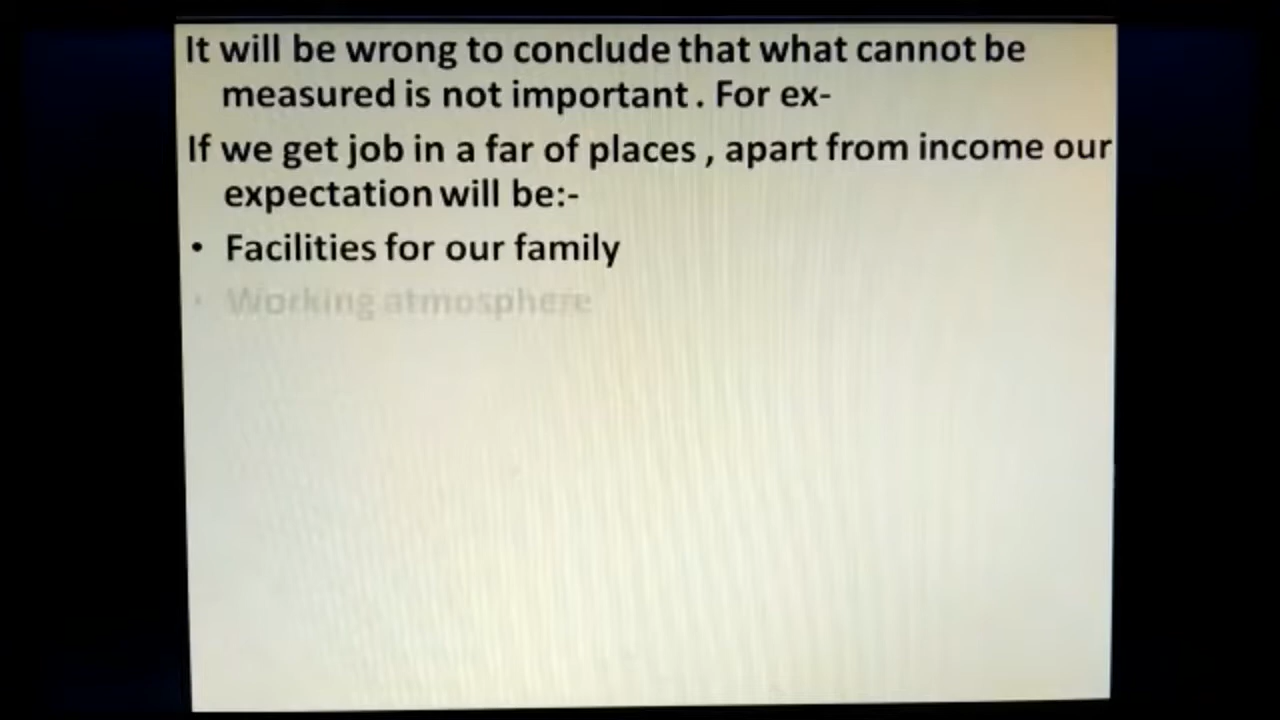 It will be wrong to conclude that what cannot be
measured is not important . For ex-
If we get job in a far of places , apart from income our
expectation will be:-
• Facilities for our family
• Working atmosphere